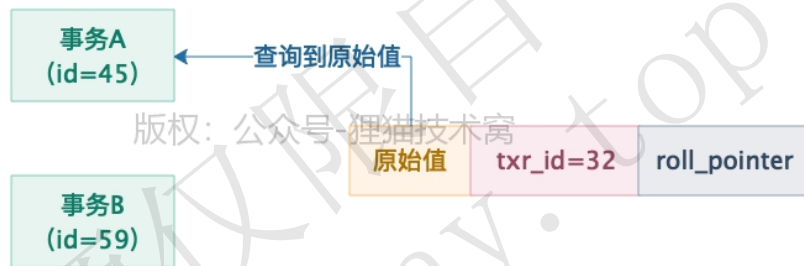 事务A
(id=45)
查询到原始值
版权：公众号-狸猫技术窝
原始值
txr_id=32
roll_pointer
事务B
(id=59)